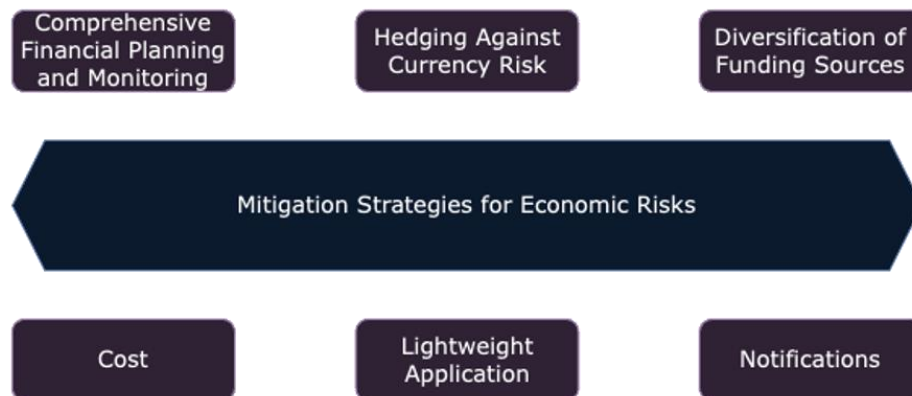 Comprehensive
Financial Planning
and Monitoring
Hedging Against
Currency Risk
Diversification of
Funding Sources
Mitigation Strategies for Economic Risks
Cost
Lightweight
Application
Notifications